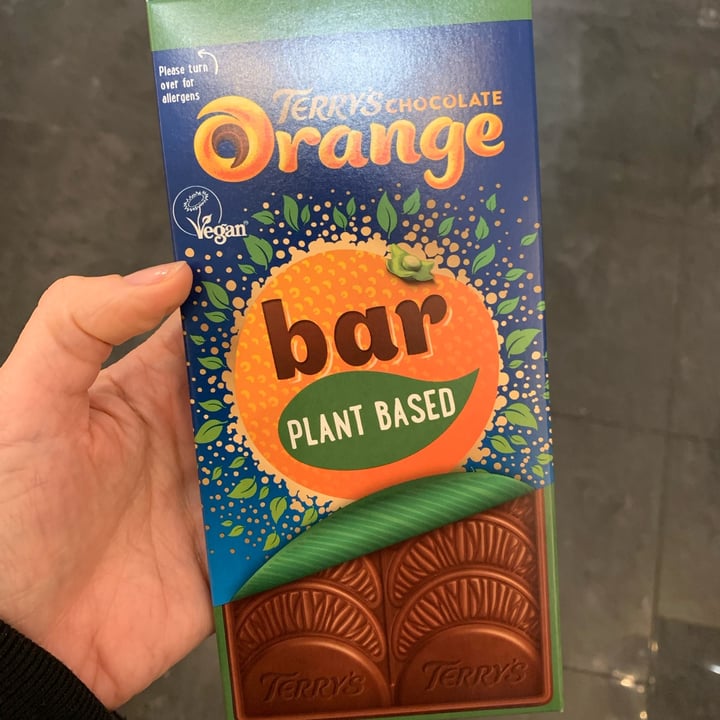 Please turn
over for
allergens
TERRY'S CHOCOLATE
Orange
Vegan
bar
PLANT BASED
TERRY'S TERRY'S